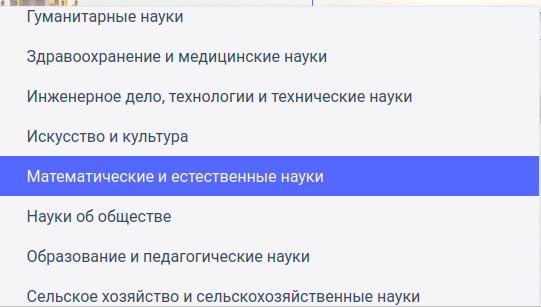 Гуманитарные науки
Здравоохранение и медицинские науки
Инженерное дело, технологии и технические науки
Искусство и культура
Математические и естественные науки
Науки об обществе
Образование и педагогические науки
Сельское хозяйство и сельскохозяйственные науки